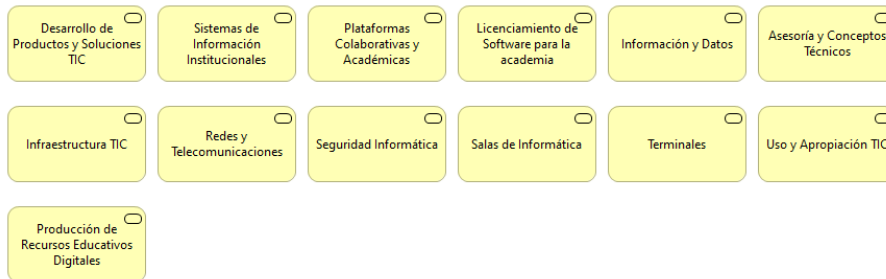 Desarrollo de
Productos y Soluciones
TIC
Sistemas de
Información
Institucionales
Plataformas
Colaborativas y
Académicas
Licenciamiento de
Software para la
academia
Información y Datos
Asesoría y Conceptos
Técnicos
Infraestructura TIC
Redes y
Telecomunicaciones
Seguridad Informática
Salas de Informática
Terminales
Uso y Apropiación TIC
Producción de
Recursos Educativos
Digitales